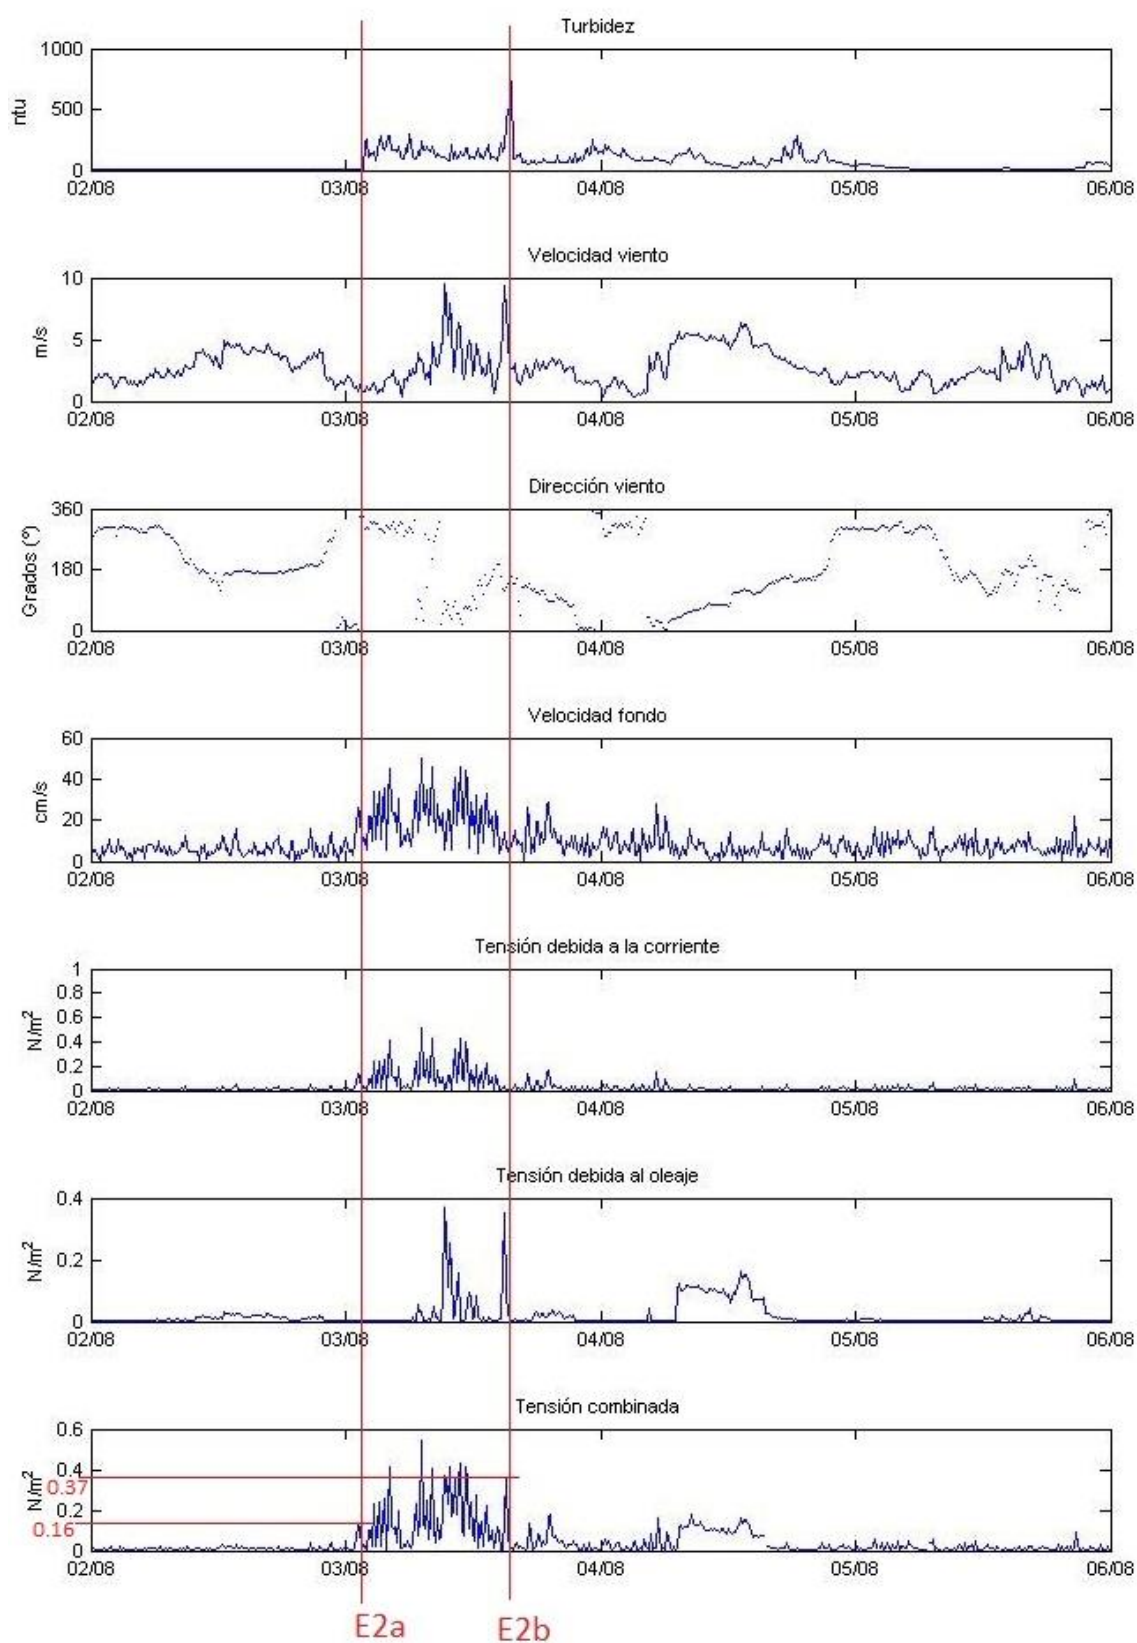 Turbidez
1000
500
0
ntu
02/08 03/08 04/08 05/08 06/08
Velocidad viento
10
5
0
m/s
02/08 03/08 04/08 05/08 06/08
Dirección viento
360
180
0
Grados (º)
02/08 03/08 04/08 05/08 06/08
Velocidad fondo
60
40
20
0
cm/s
02/08 03/08 04/08 05/08 06/08
Tensión debida a la corriente
1
0.8
0.6
0.4
0.2
0
N/m²
02/08 03/08 04/08 05/08 06/08
Tensión debida al oleaje
0.4
0.2
0
N/m²
02/08 03/08 04/08 05/08 06/08
Tensión combinada
0.6
0.4
0.37
0.2
0.16
0
N/m²
02/08 03/08 04/08 05/08 06/08
E2a E2b